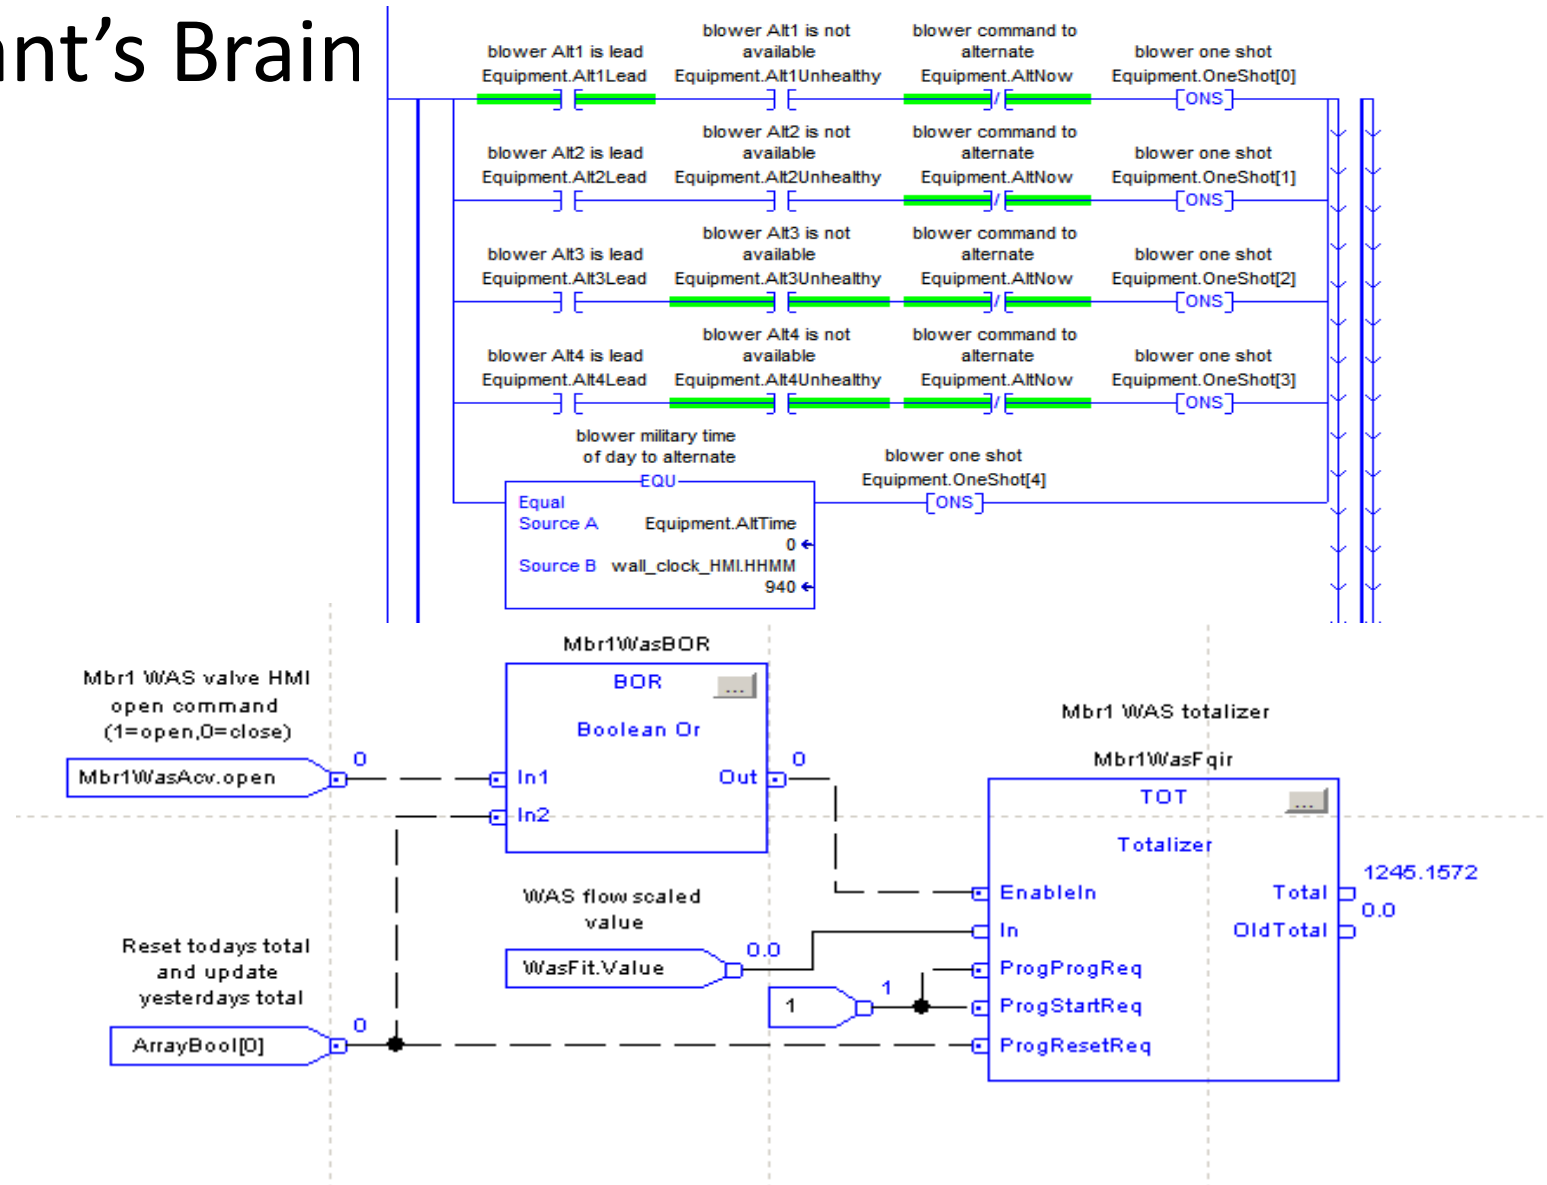 ant's Brain
blower Alt1 is lead
Equipment.Alt1Lead
blower Alt1 is not
available
Equipment.Alt1Unhealthy
blower command to
alternate
Equipment.AltNow
blower one shot
Equipment.OneShot[0]
ONS
blower Alt2 is lead
Equipment.Alt2Lead
blower Alt2 is not
available
Equipment.Alt2Unhealthy
blower command to
alternate
Equipment.AltNow
blower one shot
Equipment.OneShot[1]
ONS
blower Alt3 is lead
Equipment.Alt3Lead
blower Alt3 is not
available
Equipment.Alt3Unhealthy
blower command to
alternate
Equipment.AltNow
blower one shot
Equipment.OneShot[2]
ONS
blower Alt4 is lead
Equipment.Alt4Lead
blower Alt4 is not
available
Equipment.Alt4Unhealthy
blower command to
alternate
Equipment.AltNow
blower one shot
Equipment.OneShot[3]
ONS
blower military time
of day to alternate
EQU
Equal
Source A Equipment.AltTime
0
Source B wall_clock_HMI.HHMM
940
blower one shot
Equipment.OneShot[4]
ONS
Mbr1 WAS valve HMI
open command
(1=open,0=close)
Mbr1WasAcv.open
0
Mbr1WasBOR
BOR
...
Boolean Or
In1
Out
0
In2
Reset todays total
and update
yesterdays total
ArrayBool[0]
0
WAS flow scaled
value
WasFit.Value
0.0
1
1
Mbr1 WAS totalizer
Mbr1WasFqir
TOT
...
Totalizer
EnableIn
Total
1245.1572
In
OldTotal
0.0
ProgProgReq
ProgStartReq
ProgResetReq